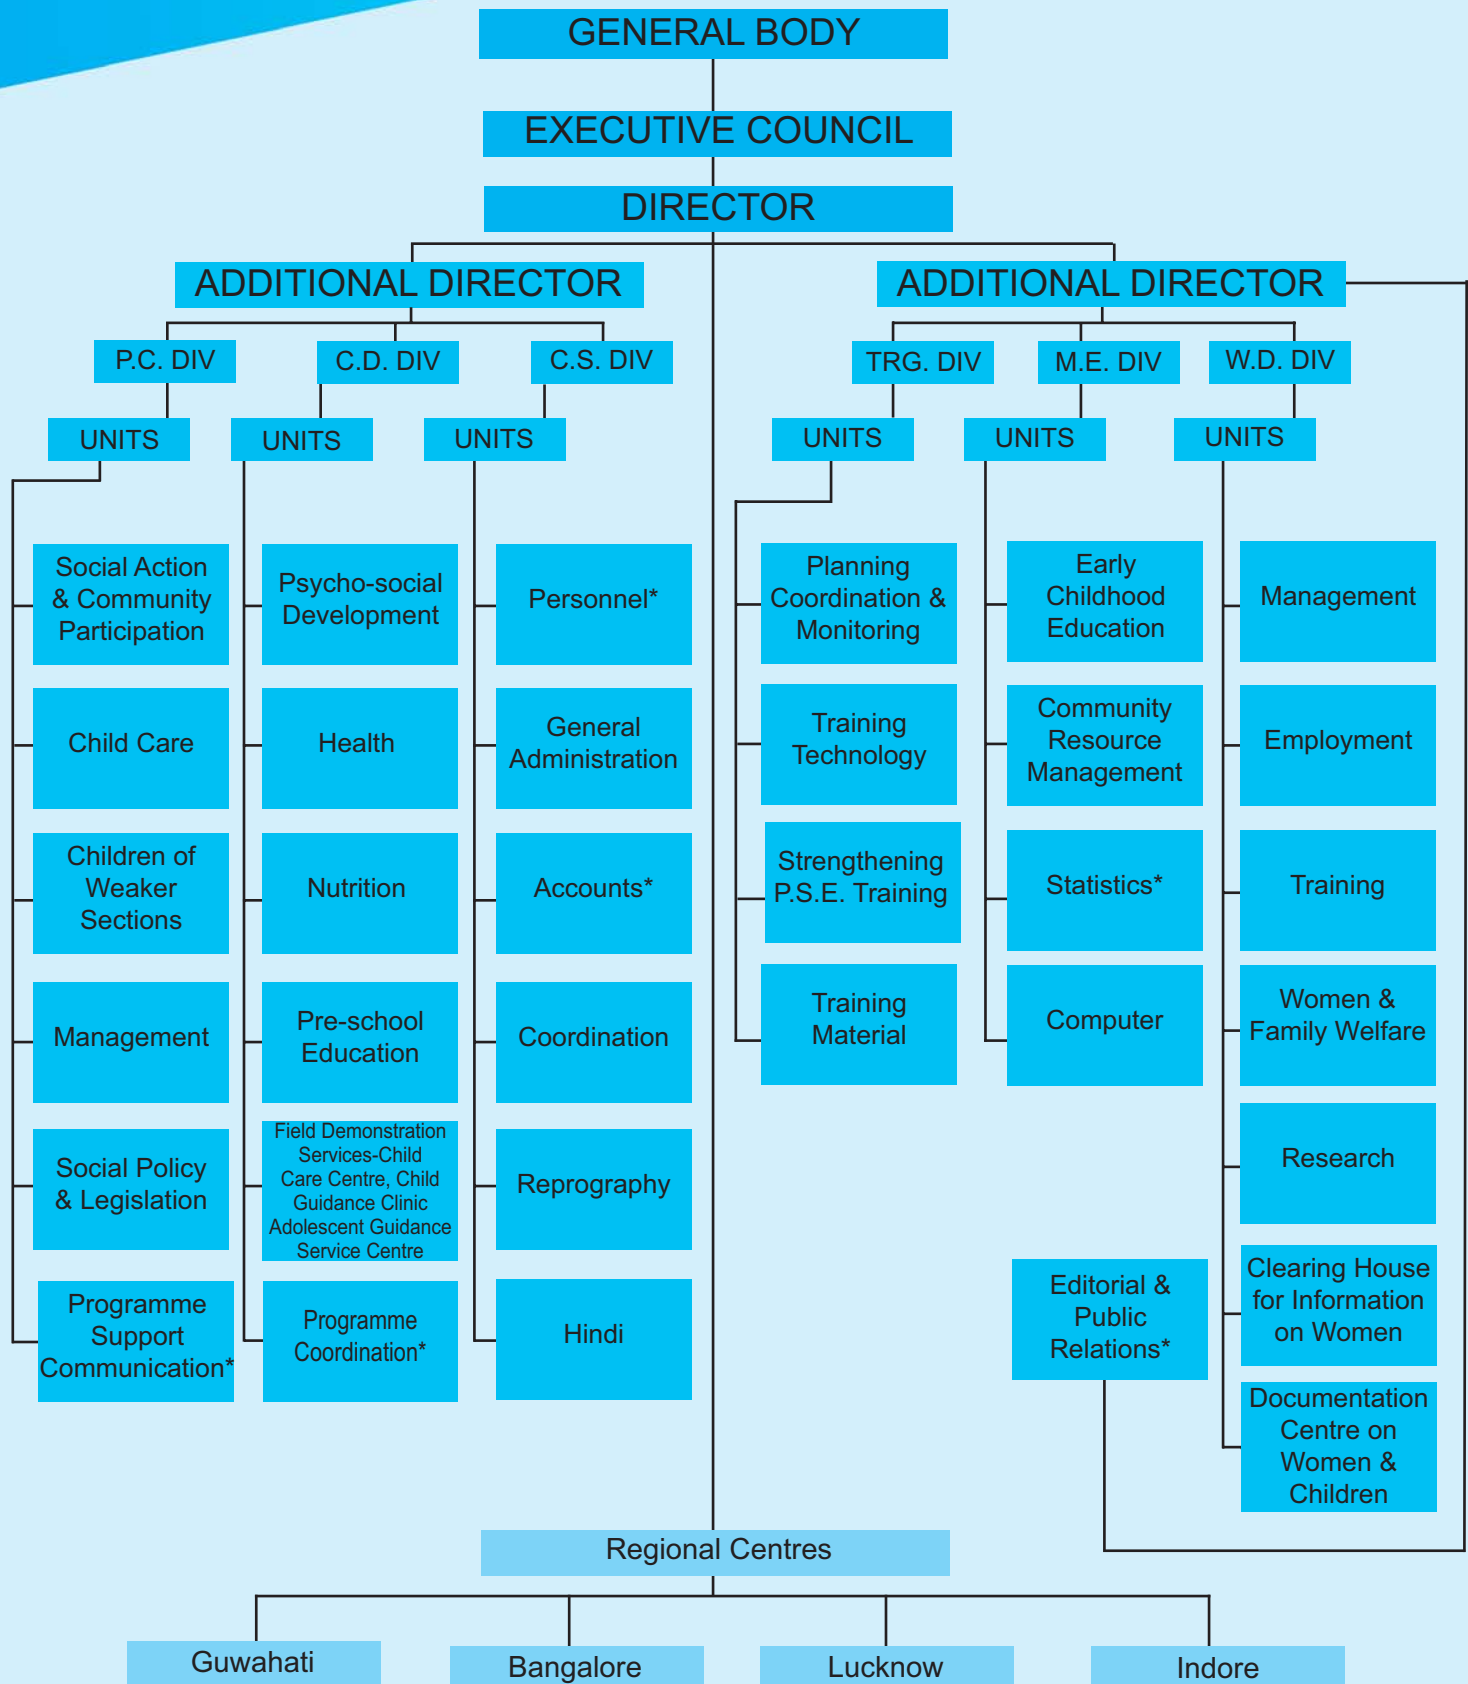 GENERAL BODY
EXECUTIVE COUNCIL
DIRECTOR
ADDITIONAL DIRECTOR
P.C. DIV
C.D. DIV
C.S. DIV
UNITS
UNITS
UNITS
Social Action
& Community
Participation
Child Care
Children of
Weaker
Sections
Management
Social Policy
& Legislation
Programme
Support
Communication*
Psycho-social
Development
Health
Nutrition
Pre-school
Education
Field Demonstration
Services-Child
Care Centre, Child
Guidance Clinic
Adolescent Guidance
Service Centre
Programme
Coordination*
Personnel*
General
Administration
Accounts*
Coordination
Reprography
Hindi
ADDITIONAL DIRECTOR
TRG. DIV
M.E. DIV
W.D. DIV
UNITS
UNITS
UNITS
Planning
Coordination &
Monitoring
Training
Technology
Strengthening
P.S.E. Training
Training
Material
Early
Childhood
Education
Community
Resource
Management
Statistics*
Computer
Management
Employment
Training
Women &
Family Welfare
Research
Clearing House
for Information
on Women
Documentation
Centre on
Women &
Children
Editorial &
Public
Relations*
Regional Centres
Guwahati
Bangalore
Lucknow
Indore